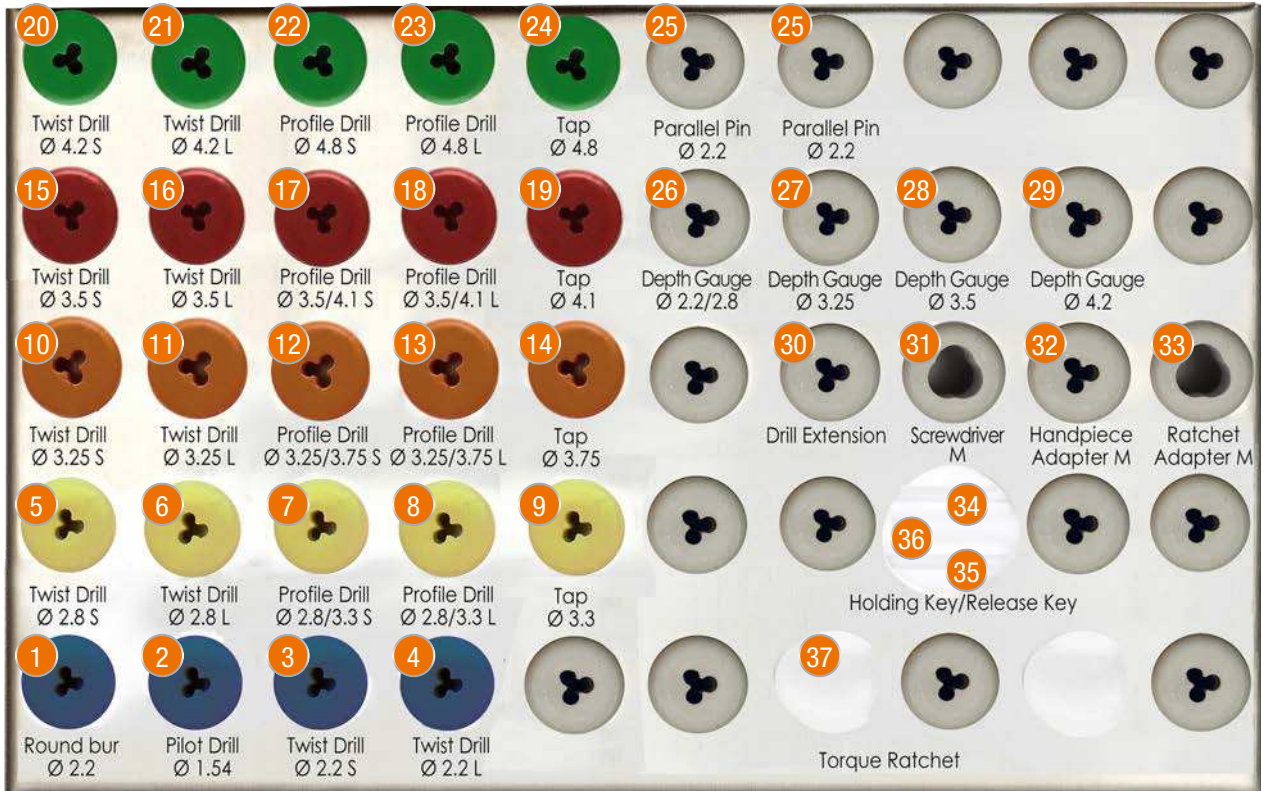 20 21 22 23 24 25 25
Twist Drill Twist Drill Profile Drill Profile Drill Tap Parallel Pin Parallel Pin
Ø 4.2 S Ø 4.2 L Ø 4.8 S Ø 4.8 L Ø 4.8 Ø 2.2 Ø 2.2
15 16 17 18 19 26 27 28 29
Twist Drill Twist Drill Profile Drill Profile Drill Tap Depth Gauge Depth Gauge Depth Gauge Depth Gauge
Ø 3.5 S Ø 3.5 L Ø 3.5/4.1 S Ø 3.5/4.1 L Ø 4.1 Ø 2.2/2.8 Ø 3.25 Ø 3.5 Ø 4.2
10 11 12 13 14 30 31 32 33
Twist Drill Twist Drill Profile Drill Profile Drill Tap Drill Extension Screwdriver Handpiece Ratchet
Ø 3.25 S Ø 3.25 L Ø 3.25/3.75 S Ø 3.25/3.75 L Ø 3.75 M Adapter M Adapter M
5 6 7 8 9 34
36
35
Twist Drill Twist Drill Profile Drill Profile Drill Tap Holding Key/Release Key
Ø 2.8 S Ø 2.8 L Ø 2.8/3.3 S Ø 2.8/3.3 L Ø 3.3
1 2 3 4 37
Round bur Pilot Drill Twist Drill Twist Drill Torque Ratchet
Ø 2.2 Ø 1.54 Ø 2.2 S Ø 2.2 L